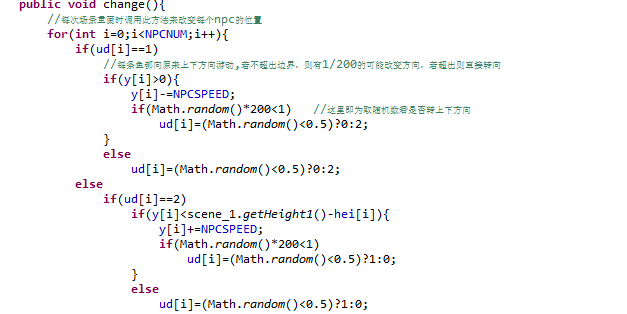 public void change(){
//每次场景重画时调用此方法来改变每个npc的位置
for(int i=0;i<NPCNUM;i++){
if(ud[i]==1)
//每条鱼都向原来上下方向游动,若不超出边界，则有1/200的可能改变方向，若超出则直接转向
if(y[i]>0){
y[i]-=NPCSPEED;
if(Math.random()*200<1) //这里即为取随机数看是否转上下方向
ud[i]=(Math.random()<0.5)?0:2;
}
else
ud[i]=(Math.random()<0.5)?0:2;
else
if(ud[i]==2)
if(y[i]<scene_1.getHeight1()-hei[i]){
y[i]+=NPCSPEED;
if(Math.random()*200<1)
ud[i]=(Math.random()<0.5)?1:0;
}
else
ud[i]=(Math.random()<0.5)?1:0;